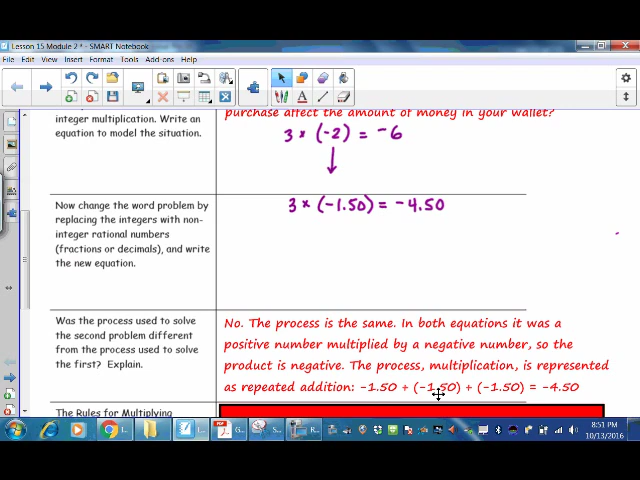 Lesson 15 Module 2 * - SMART Notebook
File Edit View Insert Format Tools Add-ons Help
purchase affect the amount of money in your wallet?
integer multiplication. Write an
equation to model the situation.
3 × (-2) = -6
Now change the word problem by
replacing the integers with non-
integer rational numbers
(fractions or decimals), and write
the new equation.
3 × (-1.50) = -4.50
Was the process used to solve
the second problem different
from the process used to solve
the first? Explain.
No. The process is the same. In both equations it was a
positive number multiplied by a negative number, so the
product is negative. The process, multiplication, is represented
as repeated addition: -1.50 + (-1.50) + (-1.50) = -4.50
The Rules for Multiplying
8:51 PM
10/13/2016